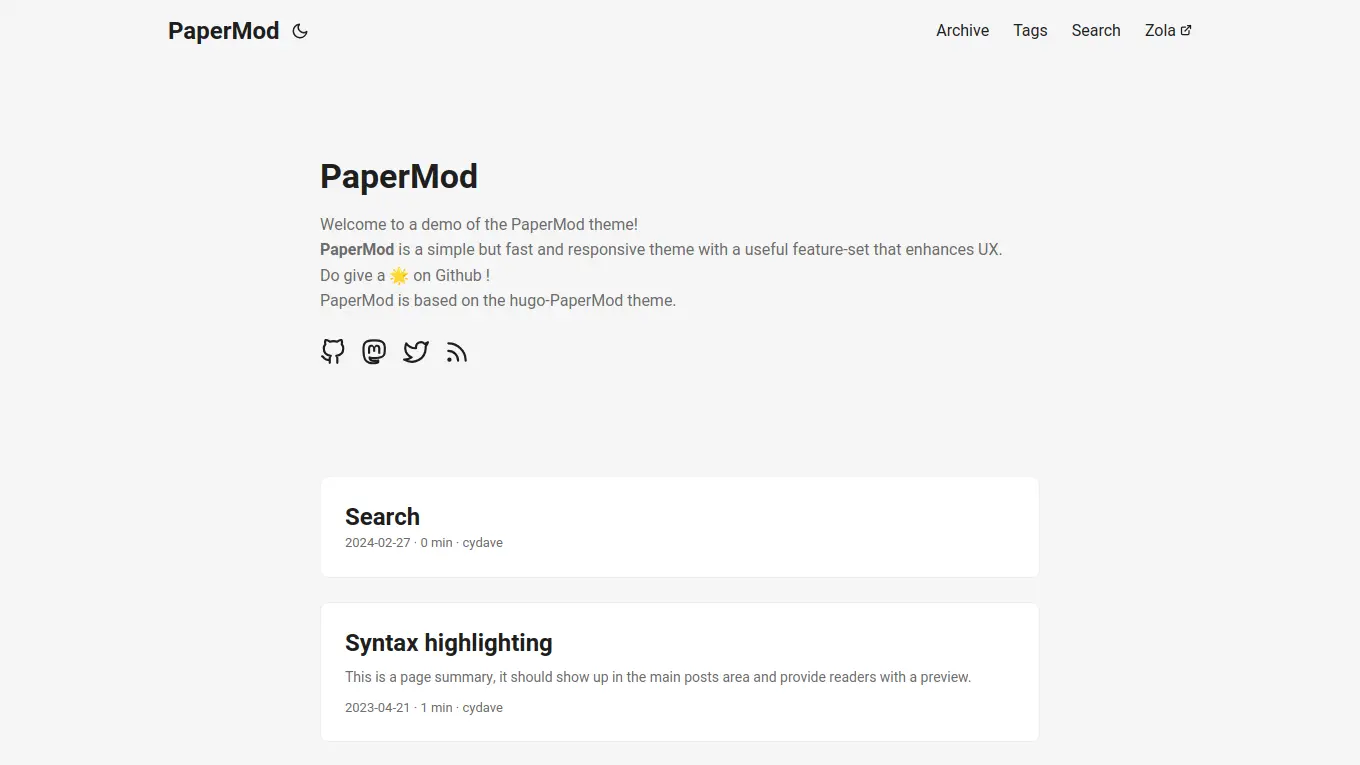 PaperMod
Archive Tags Search Zola
PaperMod
Welcome to a demo of the PaperMod theme!
PaperMod is a simple but fast and responsive theme with a useful feature-set that enhances UX.
Do give a 🌟 on Github !
PaperMod is based on the hugo-PaperMod theme.
Search
2024-02-27 · 0 min · cydave
Syntax highlighting
This is a page summary, it should show up in the main posts area and provide readers with a preview.
2023-04-21 · 1 min · cydave